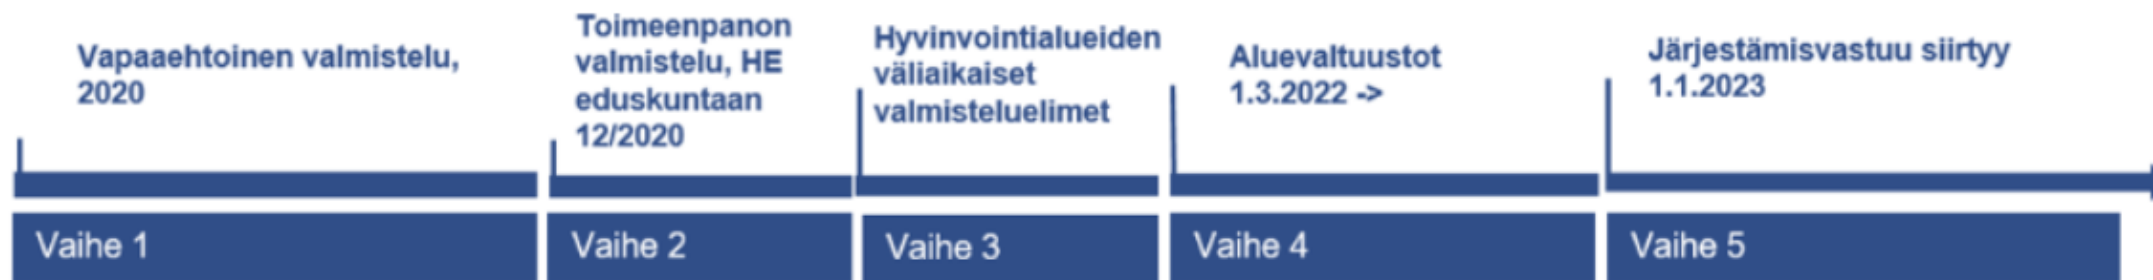 Vapaaehtoinen valmistelu,
2020
Toimeenpanon
valmistelu, HE
eduskuntaan
12/2020
Hyvinvointialueiden
väliaikaiset
valmisteluelimet
Aluevaltuustot
1.3.2022 ->
Järjestämisvastuu siirtyy
1.1.2023
Vaihe 1
Vaihe 2
Vaihe 3
Vaihe 4
Vaihe 5